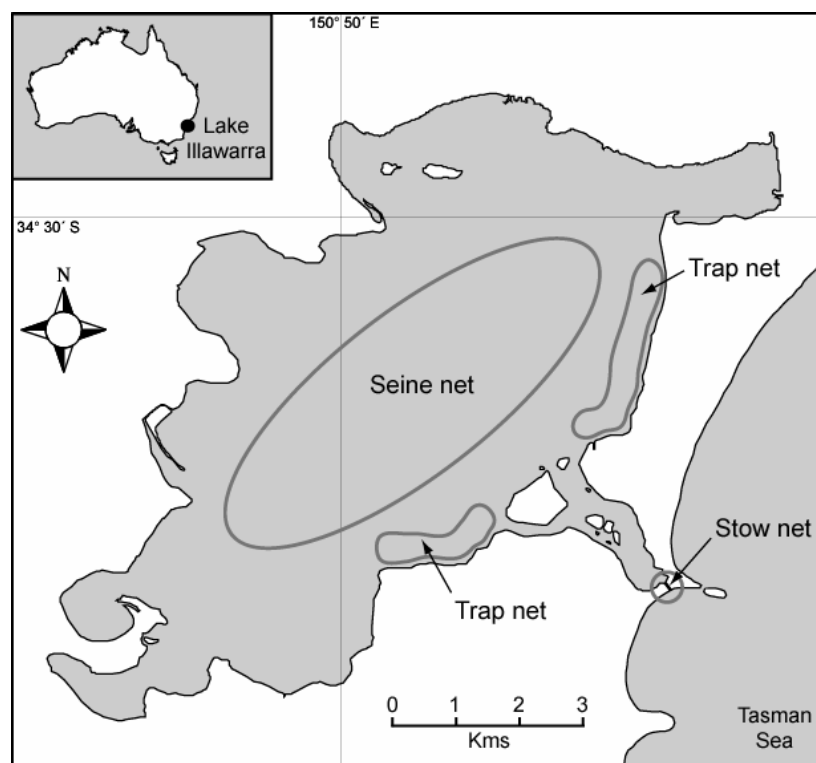 150° 50´ E
Lake
Illawarra
34° 30´ S
Trap net
N
Seine net
Stow net
Trap net
0 1 2 3
Kms
Tasman
Sea